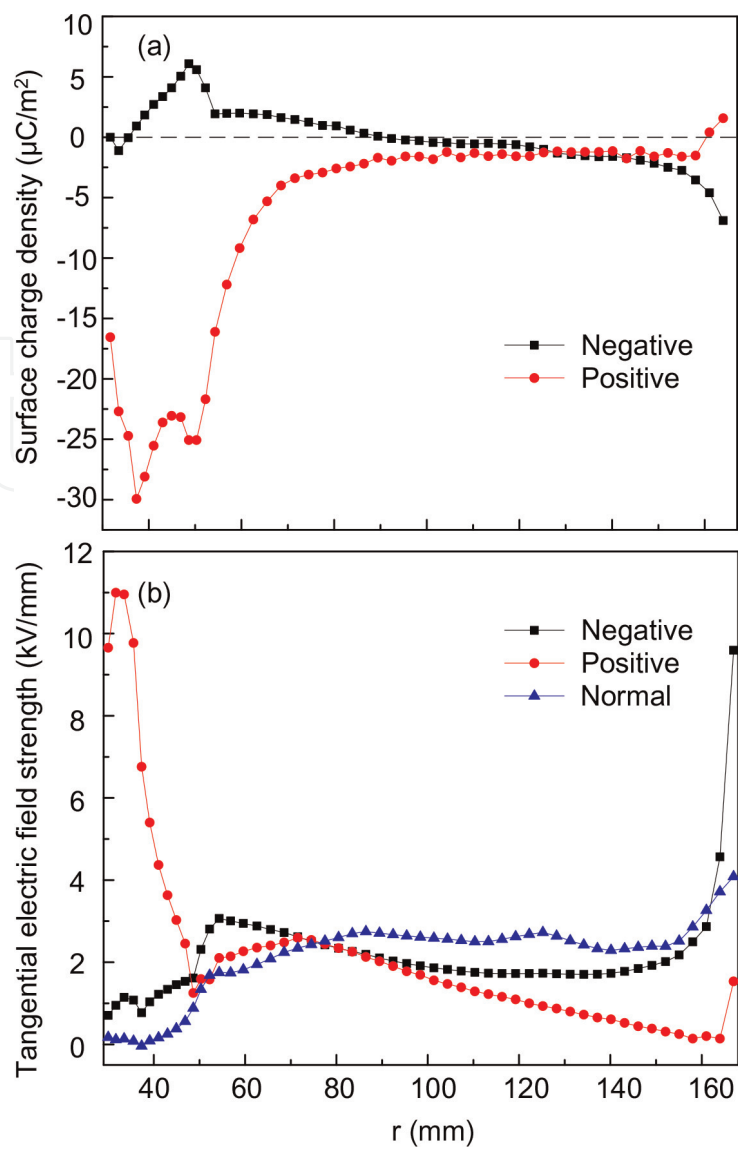 10
(a)
5
0
-5
-10
-15
-20
-25
-30
Surface charge density (μC/m²)
Negative
Positive
12
(b)
10
8
6
4
2
0
Tangential electric field strength (kV/mm)
Negative
Positive
Normal
40 60 80 100 120 140 160
r (mm)